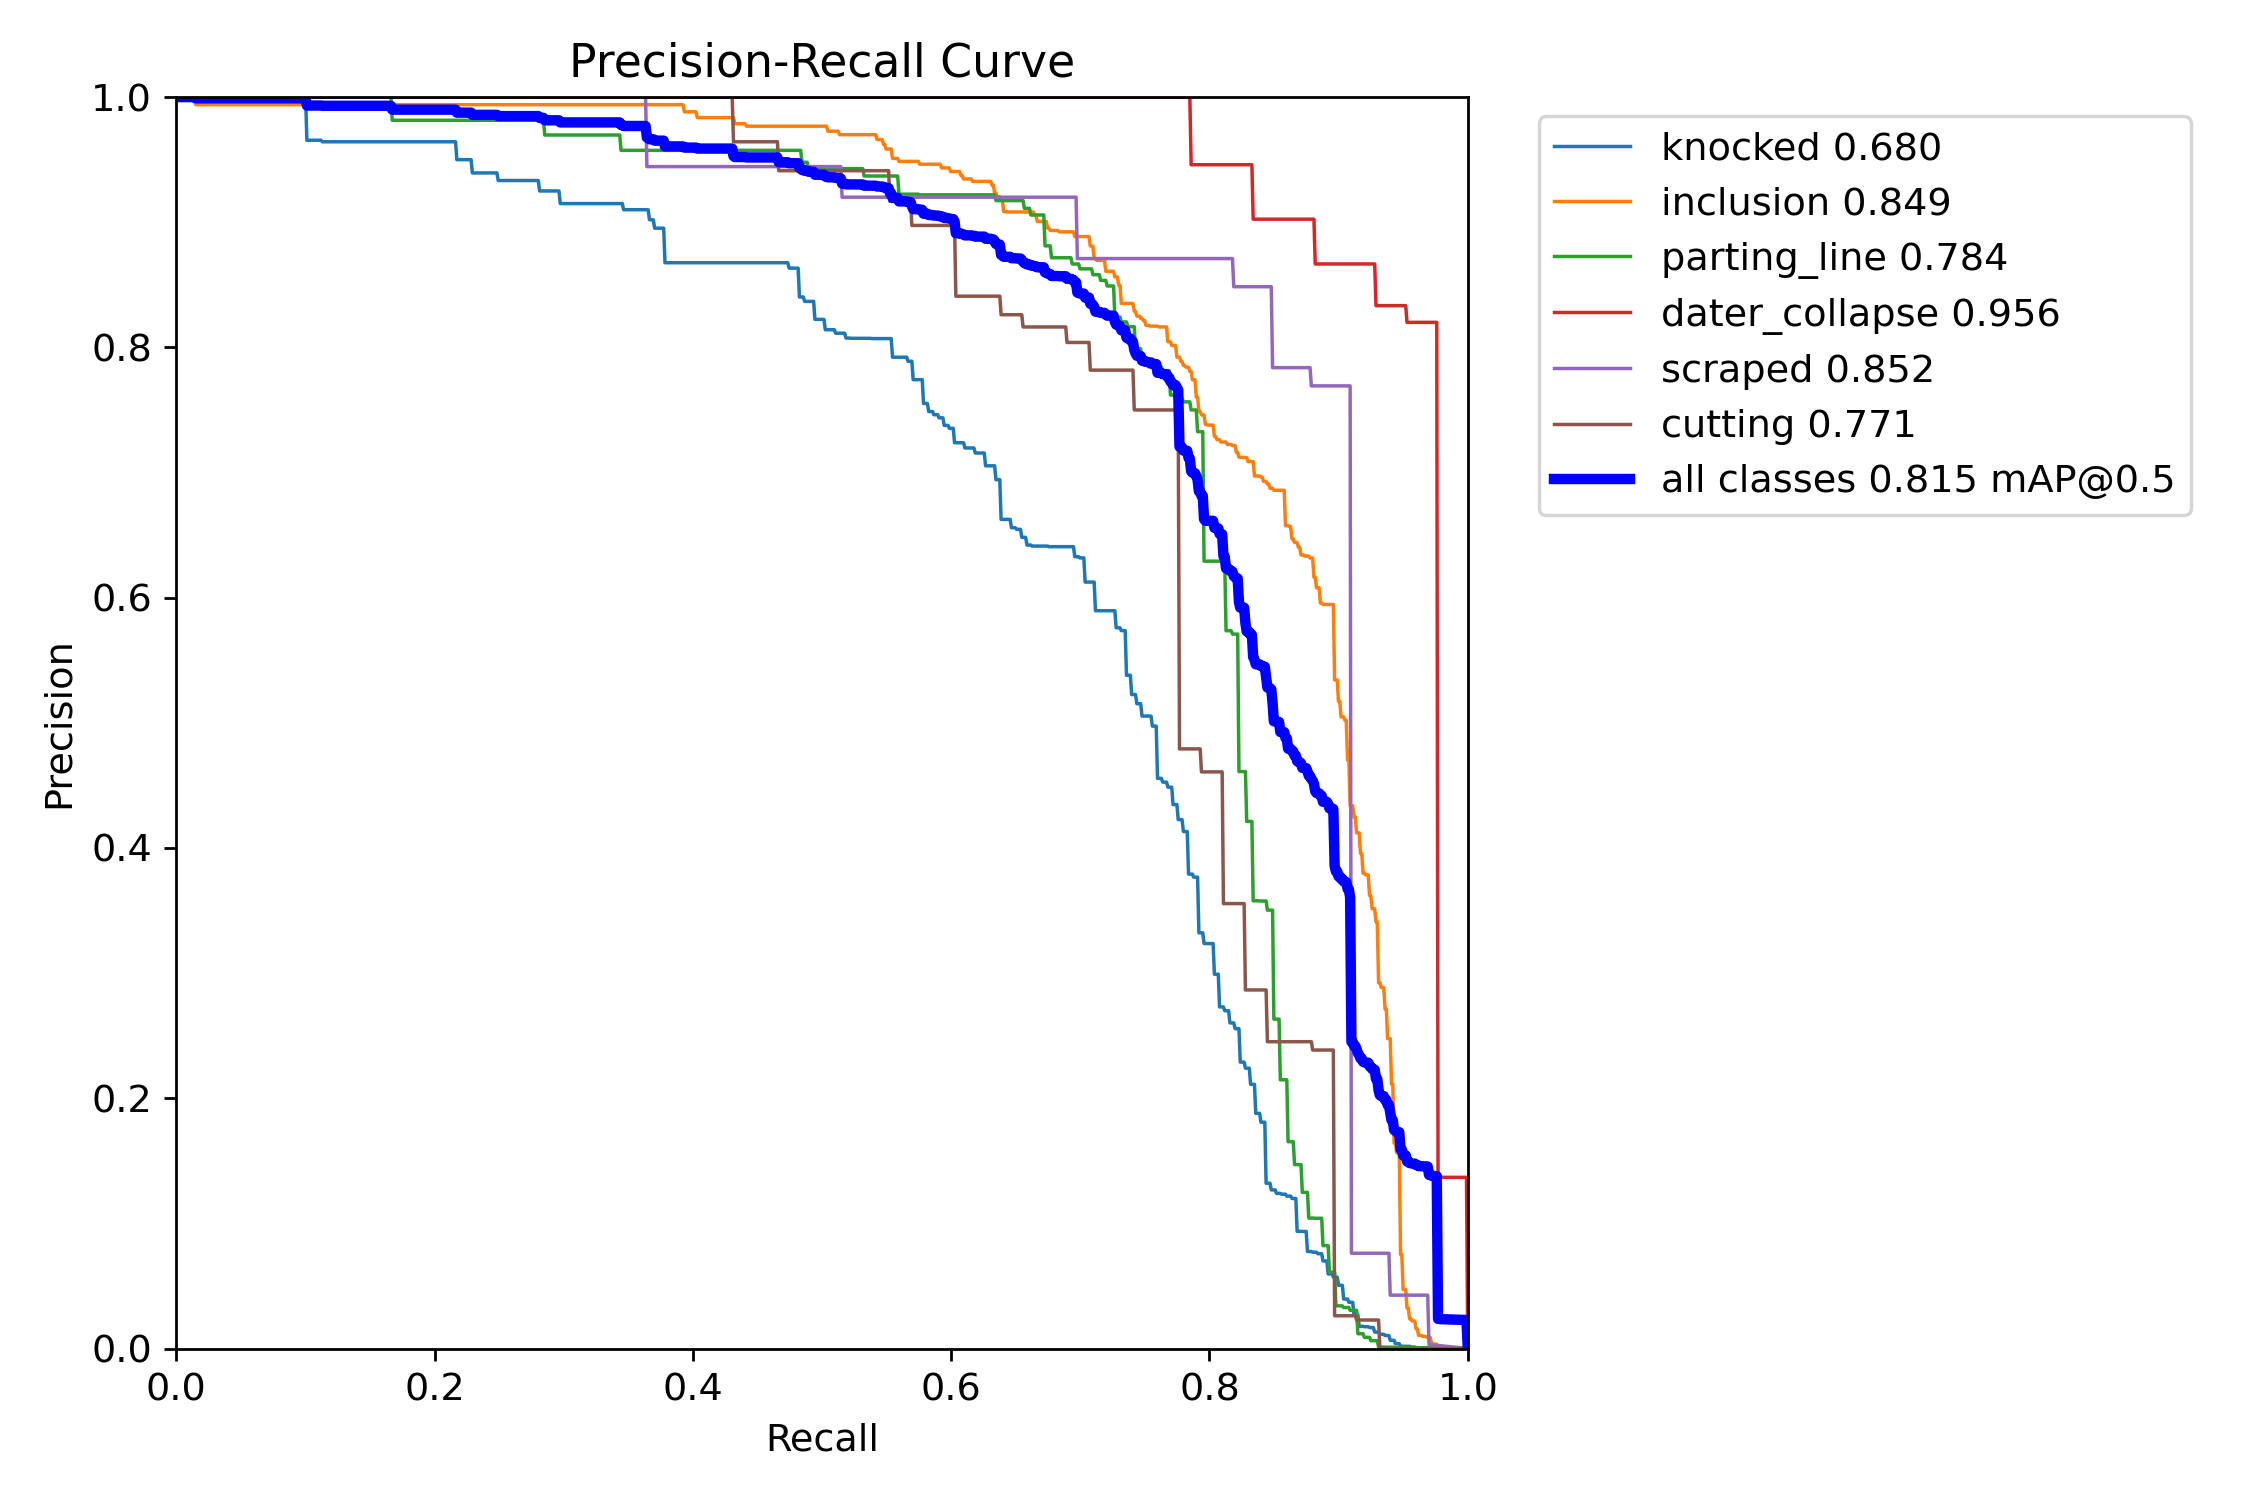 Precision-Recall Curve
1.0
0.8
0.6
0.4
0.2
0.0
Precision
0.0 0.2 0.4 0.6 0.8 1.0
Recall
knocked 0.680
inclusion 0.849
parting_line 0.784
dater_collapse 0.956
scraped 0.852
cutting 0.771
all classes 0.815 mAP@0.5